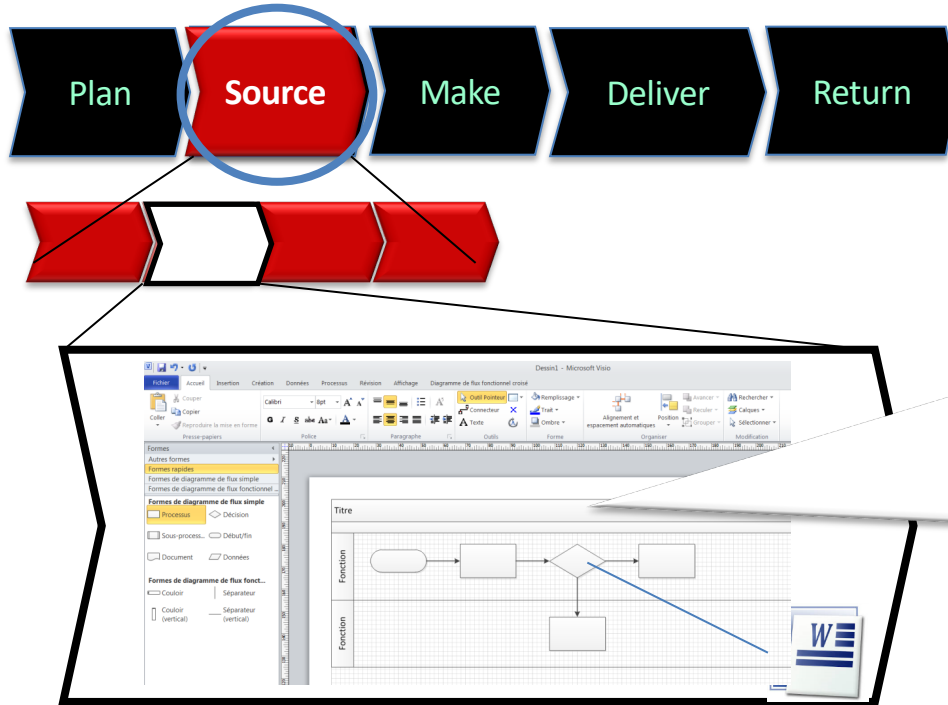 Plan Source Make Deliver Return
Dessin1 - Microsoft Visio
Fichier Accueil Insertion Création Données Processus Révision Affichage Diagramme de flux fonctionnel croisé
Coller
Couper
Copier
Reproduire la mise en forme
Presse-papiers
Calibri 8pt A A
G I S abc Aa A
Police
Paragraphe
Outil Pointeur
Connecteur
A Texte
Outils
Remplissage
Trait
Ombre
Forme
Alignement et
espacement automatiques
Position
Avancer
Reculer
Grouper
Organiser
Rechercher
Calques
Sélectionner
Modification
Formes
Autres formes
Formes rapides
Formes de diagramme de flux simple
Formes de diagramme de flux fonctionnel ...
Formes de diagramme de flux simple
Processus Décision
Sous-process... Début/fin
Document Données
Formes de diagramme de flux fonct...
Couloir Séparateur
Couloir
(vertical)
Séparateur
(vertical)
Titre
Fonction
Fonction
W